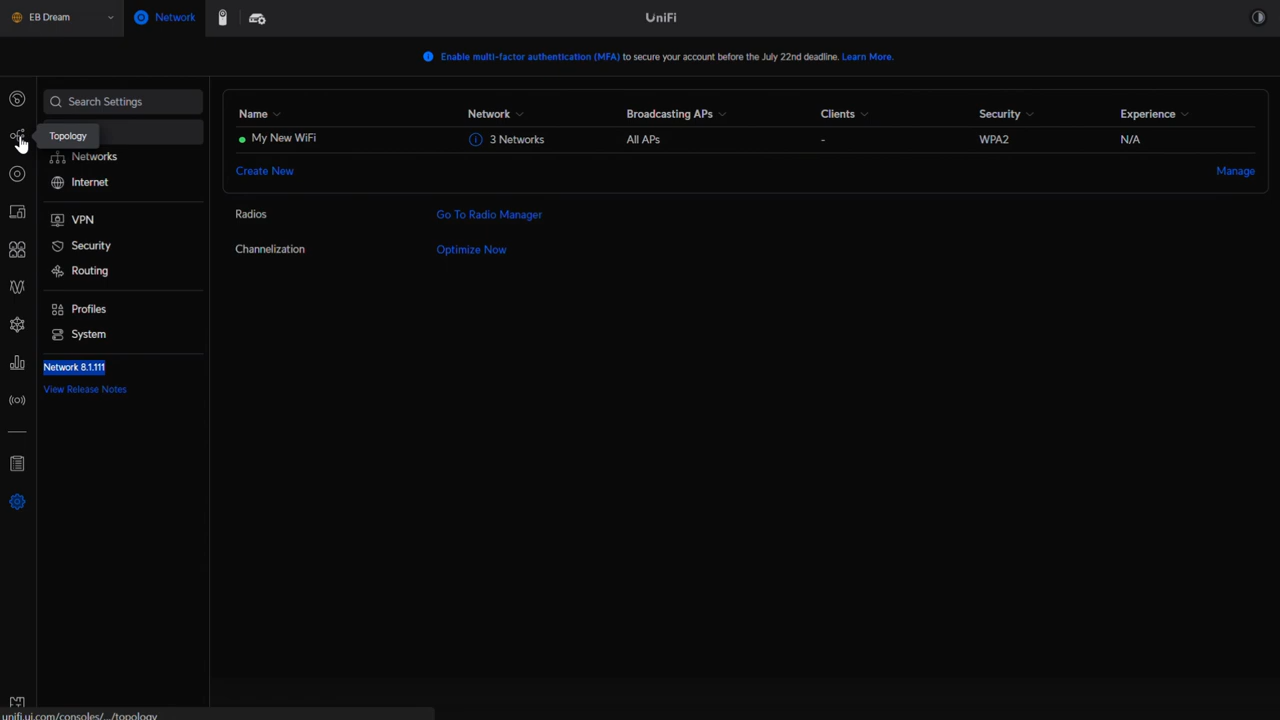 EB Dream
Network
UniFi
Enable multi-factor authentication (MFA) to secure your account before the July 22nd deadline. Learn More.
Search Settings
Topology
Networks
Internet
VPN
Security
Routing
Profiles
System
Network 8.1.111
View Release Notes
Name Network Broadcasting APs Clients Security Experience
My New WiFi 3 Networks All APs - WPA2 N/A
Create New Manage
Radios Go To Radio Manager
Channelization Optimize Now
unifi.ui.com/consoles/.../topology